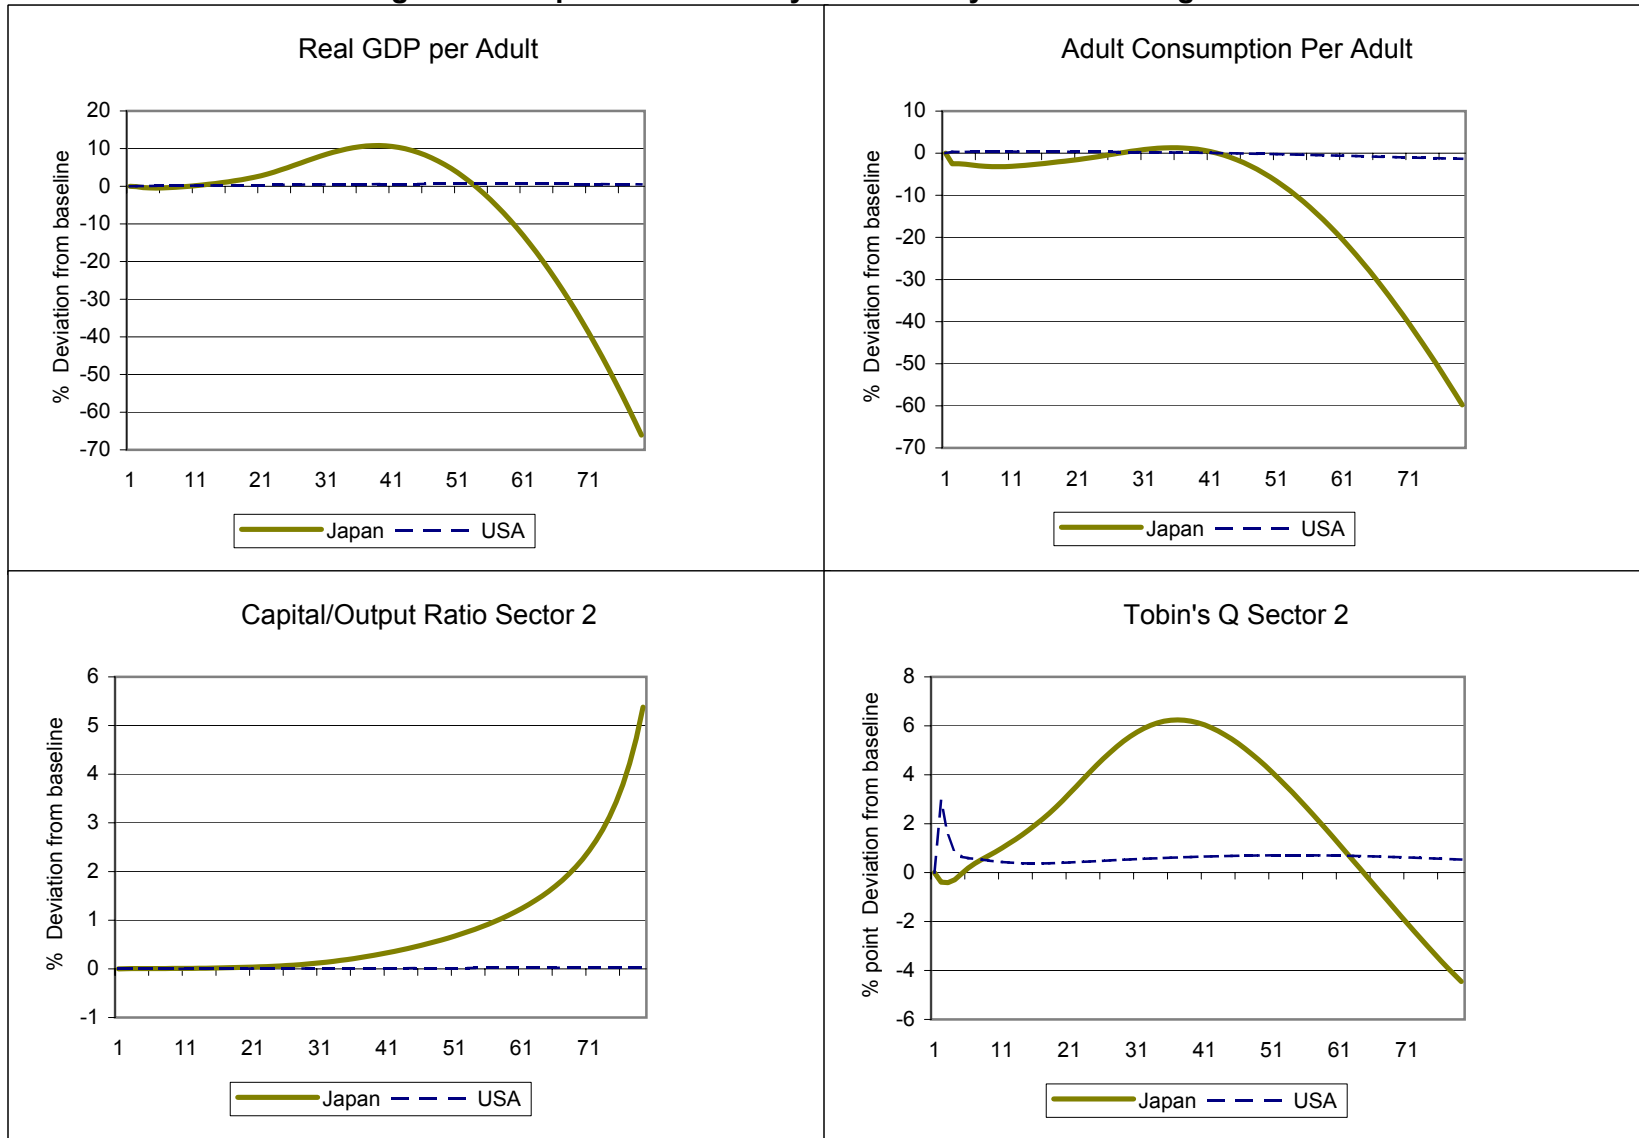 Real GDP per Adult
% Deviation from baseline
20
10
0
-10
-20
-30
-40
-50
-60
-70
1 11 21 31 41 51 61 71
Japan USA
Adult Consumption Per Adult
% Deviation from baseline
10
0
-10
-20
-30
-40
-50
-60
-70
1 11 21 31 41 51 61 71
Japan USA
Capital/Output Ratio Sector 2
% Deviation from baseline
6
5
4
3
2
1
0
-1
1 11 21 31 41 51 61 71
Japan USA
Tobin's Q Sector 2
% point Deviation from baseline
8
6
4
2
0
-2
-4
-6
1 11 21 31 41 51 61 71
Japan USA